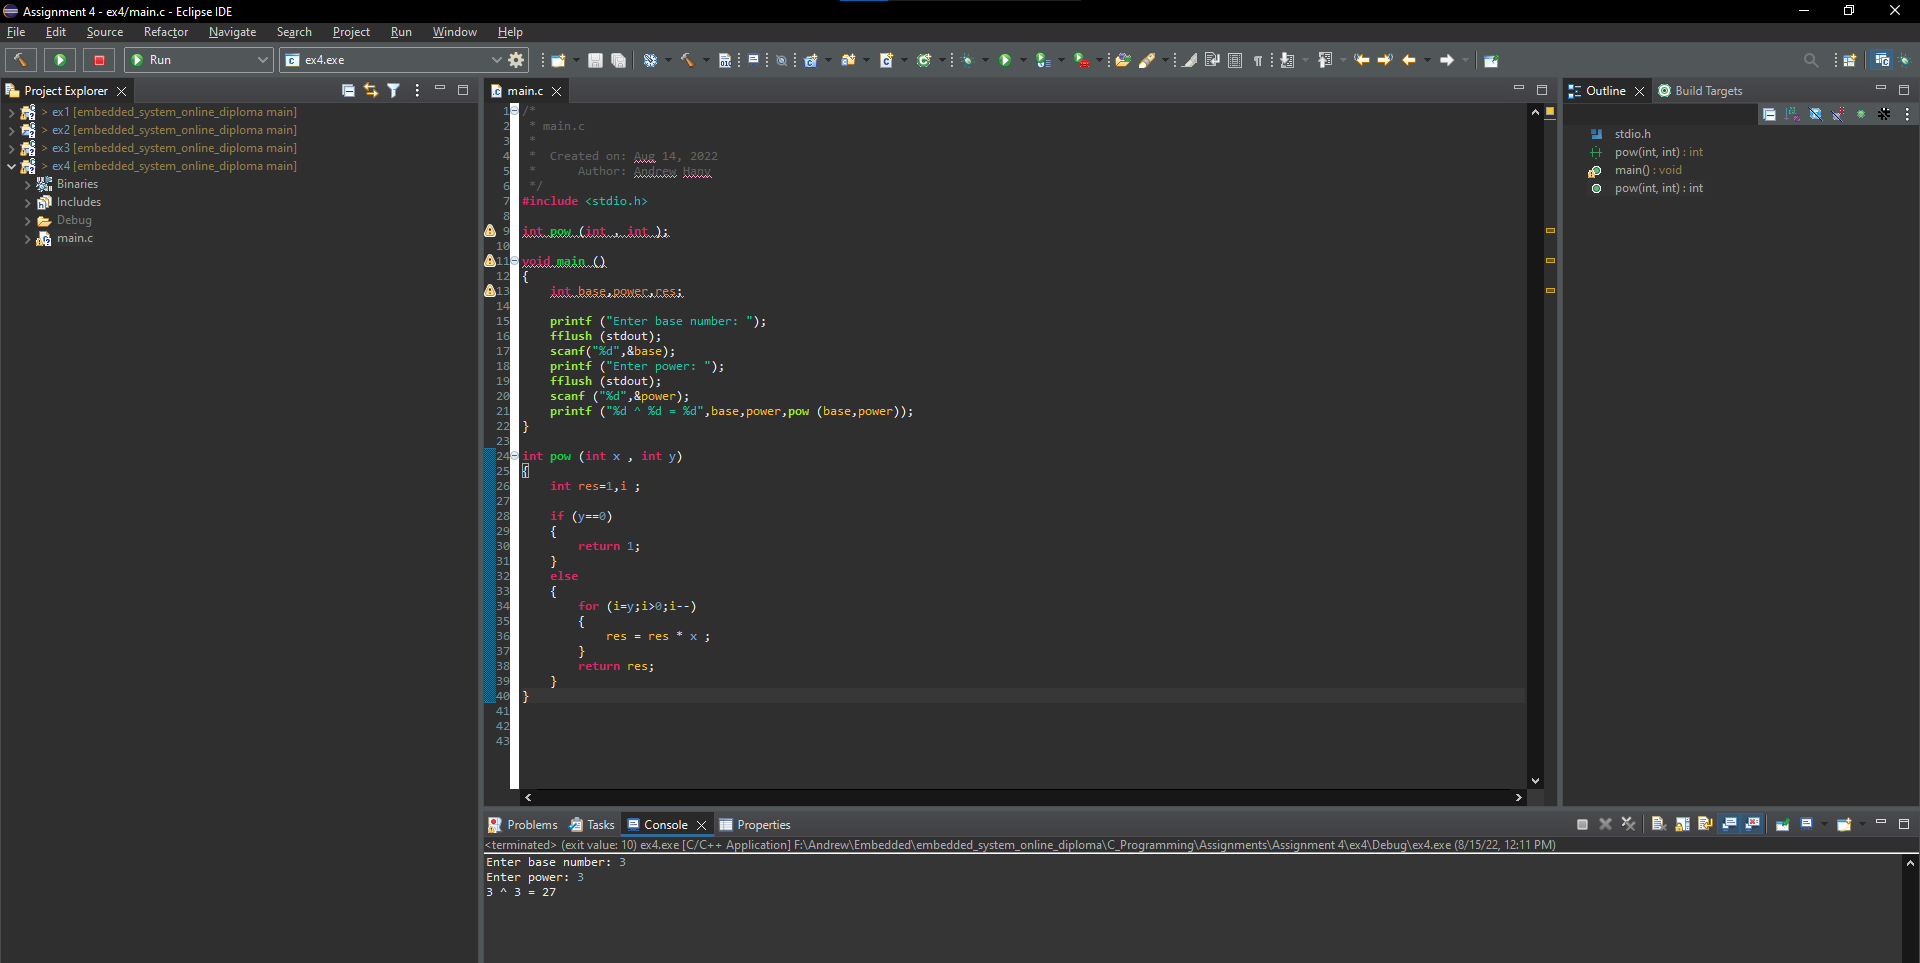 Assignment 4 - ex4/main.c - Eclipse IDE
File Edit Source Refactor Navigate Search Project Run Window Help
Run
ex4.exe
Project Explorer
> ex1 [embedded_system_online_diploma main]
> ex2 [embedded_system_online_diploma main]
> ex3 [embedded_system_online_diploma main]
> ex4 [embedded_system_online_diploma main]
Binaries
Includes
Debug
main.c
main.c
1 /*
2  * main.c
3  *
4  *  Created on: Aug 14, 2022
5  *      Author: Andrew Hany
6  */
7 #include <stdio.h>
8
9 int pow (int , int );
10
11 void main ()
12 {
13     int base,power,res;
14
15     printf ("Enter base number: ");
16     fflush (stdout);
17     scanf("%d",&base);
18     printf ("Enter power: ");
19     fflush (stdout);
20     scanf ("%d",&power);
21     printf ("%d ^ %d = %d",base,power,pow (base,power));
22 }
23
24 int pow (int x , int y)
25 {
26     int res=1,i ;
27
28     if (y==0)
29     {
30         return 1;
31     }
32     else
33     {
34         for (i=y;i>0;i--)
35         {
36             res = res * x ;
37         }
38         return res;
39     }
40 }
41
42
43
Outline
Build Targets
stdio.h
pow(int, int) : int
main() : void
pow(int, int) : int
Problems Tasks Console Properties
<terminated> (exit value: 10) ex4.exe [C/C++ Application] F:\Andrew\Embedded\embedded_system_online_diploma\C_Programming\Assignments\Assignment 4\ex4\Debug\ex4.exe (8/15/22, 12:11 PM)
Enter base number: 3
Enter power: 3
3 ^ 3 = 27